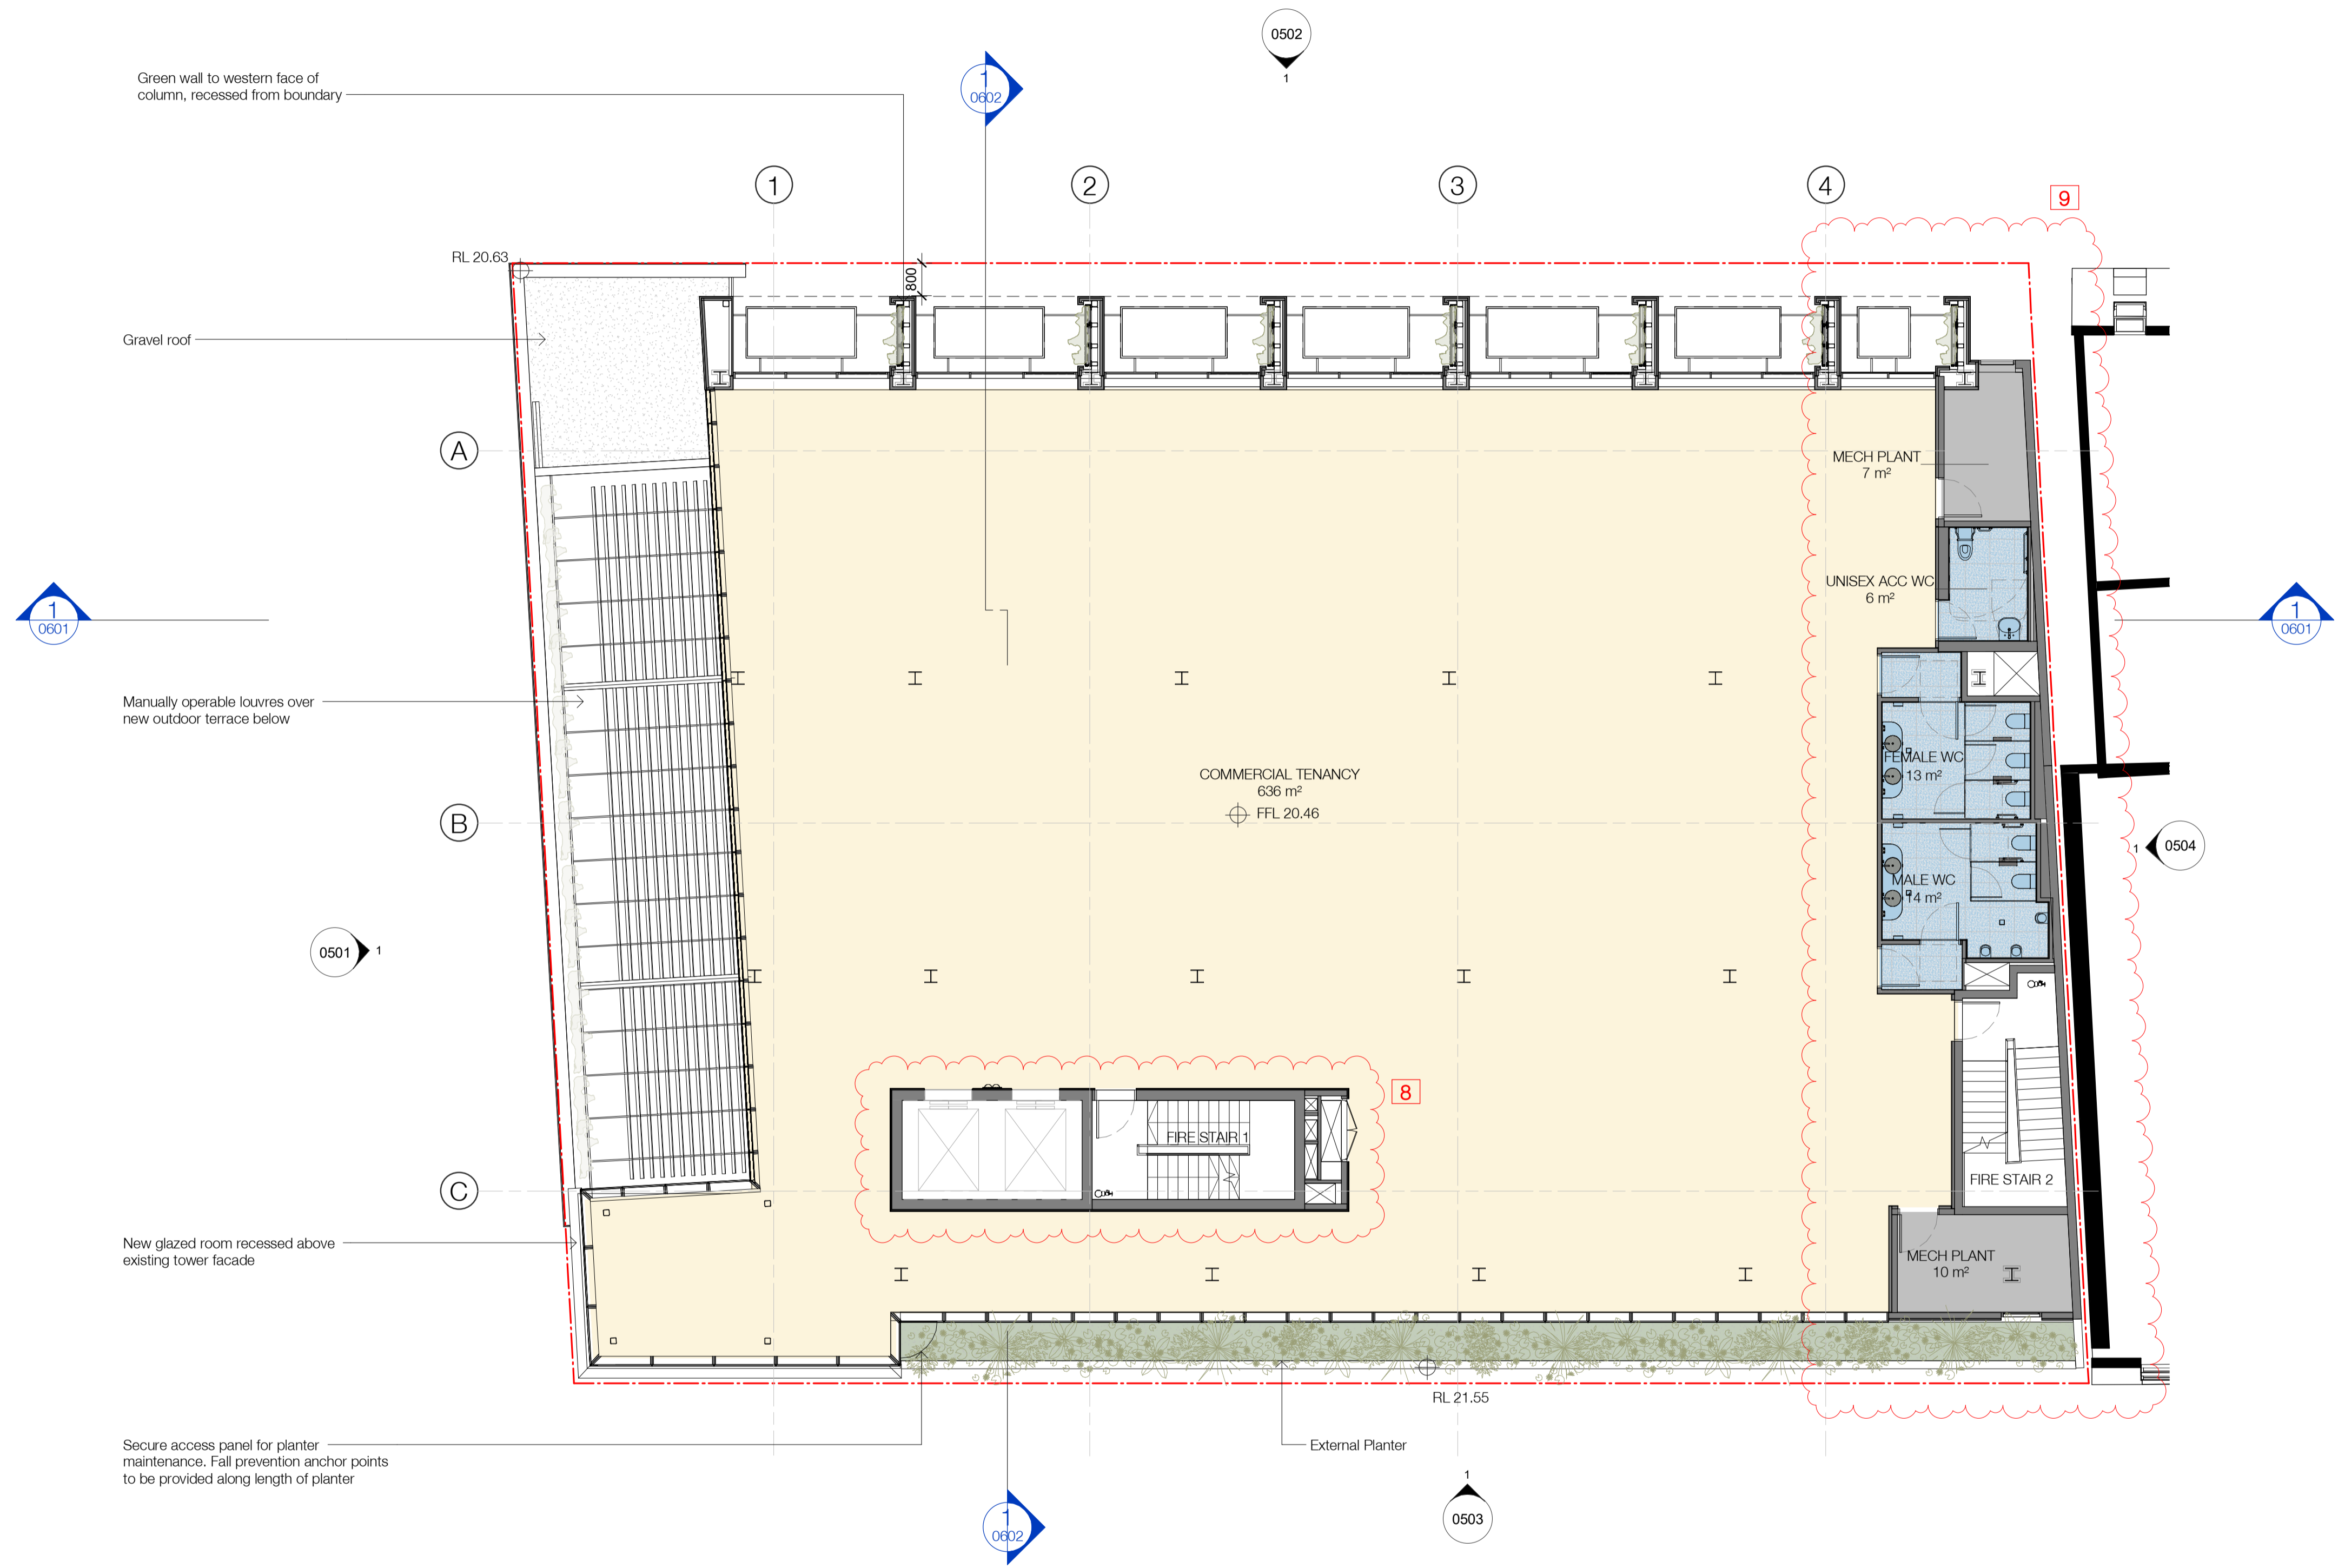 0502
1
Green wall to western face of
column, recessed from boundary
1
0602
1
2
3
4
9
RL 20.63
800
Gravel roof
A
MECH PLANT
7 m²
UNISEX ACC WC
6 m²
1
0601
1
0601
Manually operable louvres over
new outdoor terrace below
FEMALE WC
13 m²
COMMERCIAL TENANCY
636 m²
FFL 20.46
B
1
0504
MALE WC
14 m²
0501
1
8
FIRE STAIR 1
C
FIRE STAIR 2
New glazed room recessed above
existing tower facade
MECH PLANT
10 m²
RL 21.55
Secure access panel for planter
maintenance. Fall prevention anchor points
to be provided along length of planter
External Planter
1
0503
1
0602